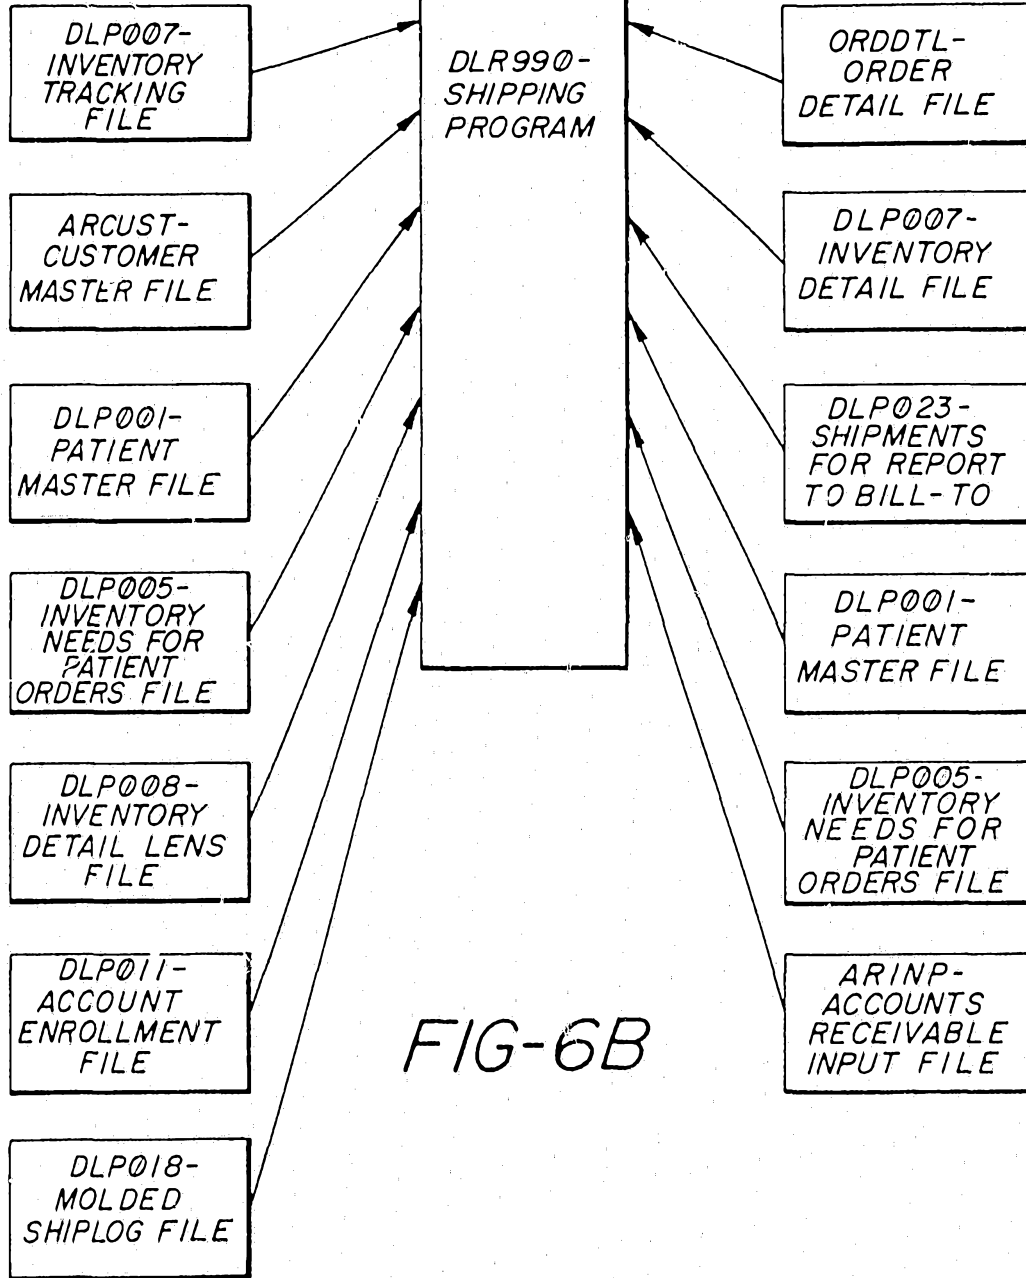 DLP007-
INVENTORY
TRACKING
FILE
ARCUST-
CUSTOMER
MASTER FILE
DLP001-
PATIENT
MASTER FILE
DLP005-
INVENTORY
NEEDS FOR
PATIENT
ORDERS FILE
DLP008-
INVENTORY
DETAIL LENS
FILE
DLP011-
ACCOUNT
ENROLLMENT
FILE
DLP018-
MOLDED
SHIPLOG FILE
DLR990-
SHIPPING
PROGRAM
ORDDTL-
ORDER
DETAIL FILE
DLP007-
INVENTORY
DETAIL FILE
DLP023-
SHIPMENTS
FOR REPORT
TO BILL-TO
DLP001-
PATIENT
MASTER FILE
DLP005-
INVENTORY
NEEDS FOR
PATIENT
ORDERS FILE
ARINP-
ACCOUNTS
RECEIVABLE
INPUT FILE
FIG-6B